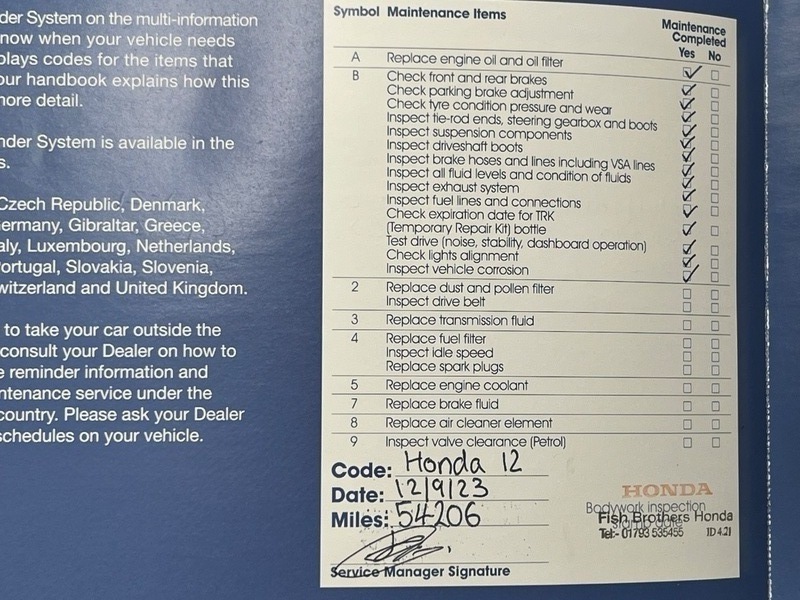 der System on the multi-information
now when your vehicle needs
plays codes for the items that
our handbook explains how this
more detail.
nder System is available in the
s.
Czech Republic, Denmark,
ermany, Gibraltar, Greece,
aly, Luxembourg, Netherlands,
ortugal, Slovakia, Slovenia,
witzerland and United Kingdom.
to take your car outside the
consult your Dealer on how to
e reminder information and
ntenance service under the
country. Please ask your Dealer
schedules on your vehicle.
Symbol Maintenance Items
Maintenance
Completed
Yes No
A Replace engine oil and oil filter
B Check front and rear brakes
Check parking brake adjustment
Check tyre condition pressure and wear
Inspect tie-rod ends, steering gearbox and boots
Inspect suspension components
Inspect driveshaft boots
Inspect brake hoses and lines including VSA lines
Inspect all fluid levels and condition of fluids
Inspect exhaust system
Inspect fuel lines and connections
Check expiration date for TRK
(Temporary Repair Kit) bottle
Test drive (noise, stability, dashboard operation)
Check lights alignment
Inspect vehicle corrosion
2 Replace dust and pollen filter
Inspect drive belt
3 Replace transmission fluid
4 Replace fuel filter
Inspect idle speed
Replace spark plugs
5 Replace engine coolant
7 Replace brake fluid
8 Replace air cleaner element
9 Inspect valve clearance (Petrol)
Code: Honda 12
Date: 12/9/23
Miles: 54206
Service Manager Signature
HONDA
Bodywork inspection
Fish Brothers Honda
Tel:- 01793 535455 1D 4.21